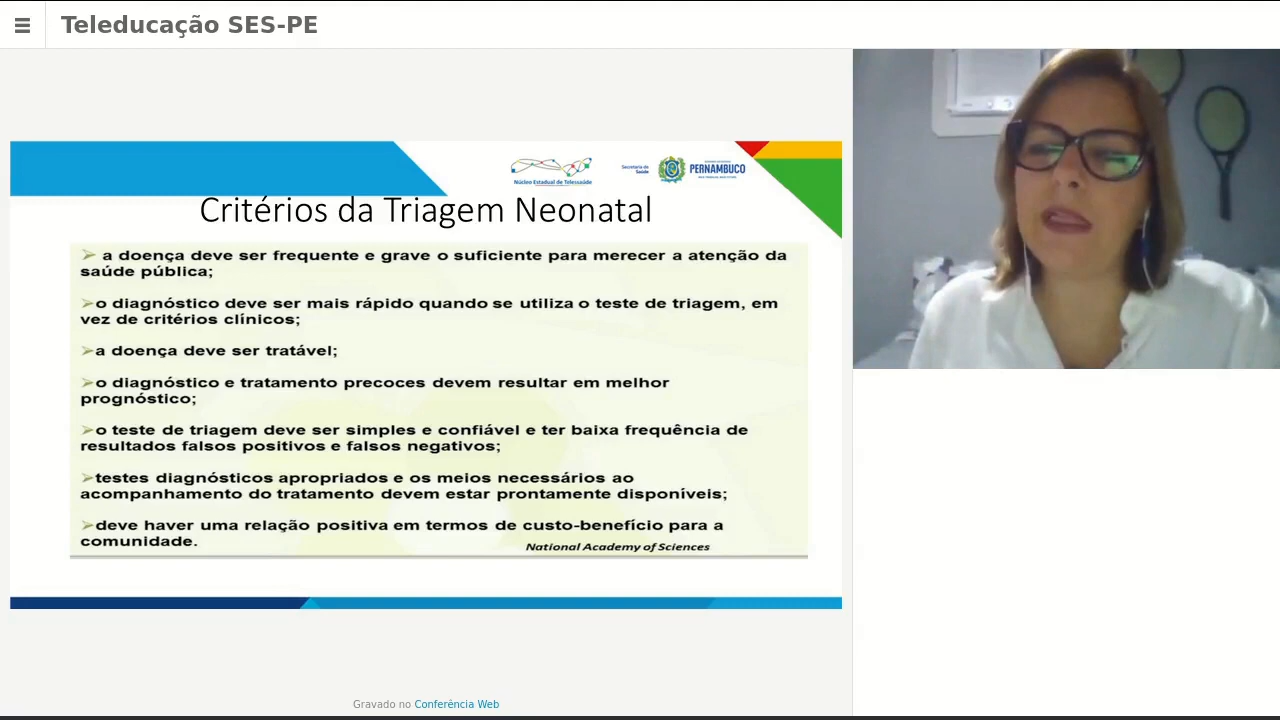 Teleducação SES-PE
Núcleo Estadual de Telessaúde
Secretaria de
Saúde
PERNAMBUCO
Critérios da Triagem Neonatal
➢ a doença deve ser frequente e grave o suficiente para merecer a atenção da
saúde pública;
➢o diagnóstico deve ser mais rápido quando se utiliza o teste de triagem, em
vez de critérios clínicos;
➢a doença deve ser tratável;
➢o diagnóstico e tratamento precoces devem resultar em melhor
prognóstico;
➢o teste de triagem deve ser simples e confiável e ter baixa frequência de
resultados falsos positivos e falsos negativos;
➢testes diagnósticos apropriados e os meios necessários ao
acompanhamento do tratamento devem estar prontamente disponíveis;
➢deve haver uma relação positiva em termos de custo-benefício para a
comunidade.
National Academy of Sciences
Gravado no Conferência Web